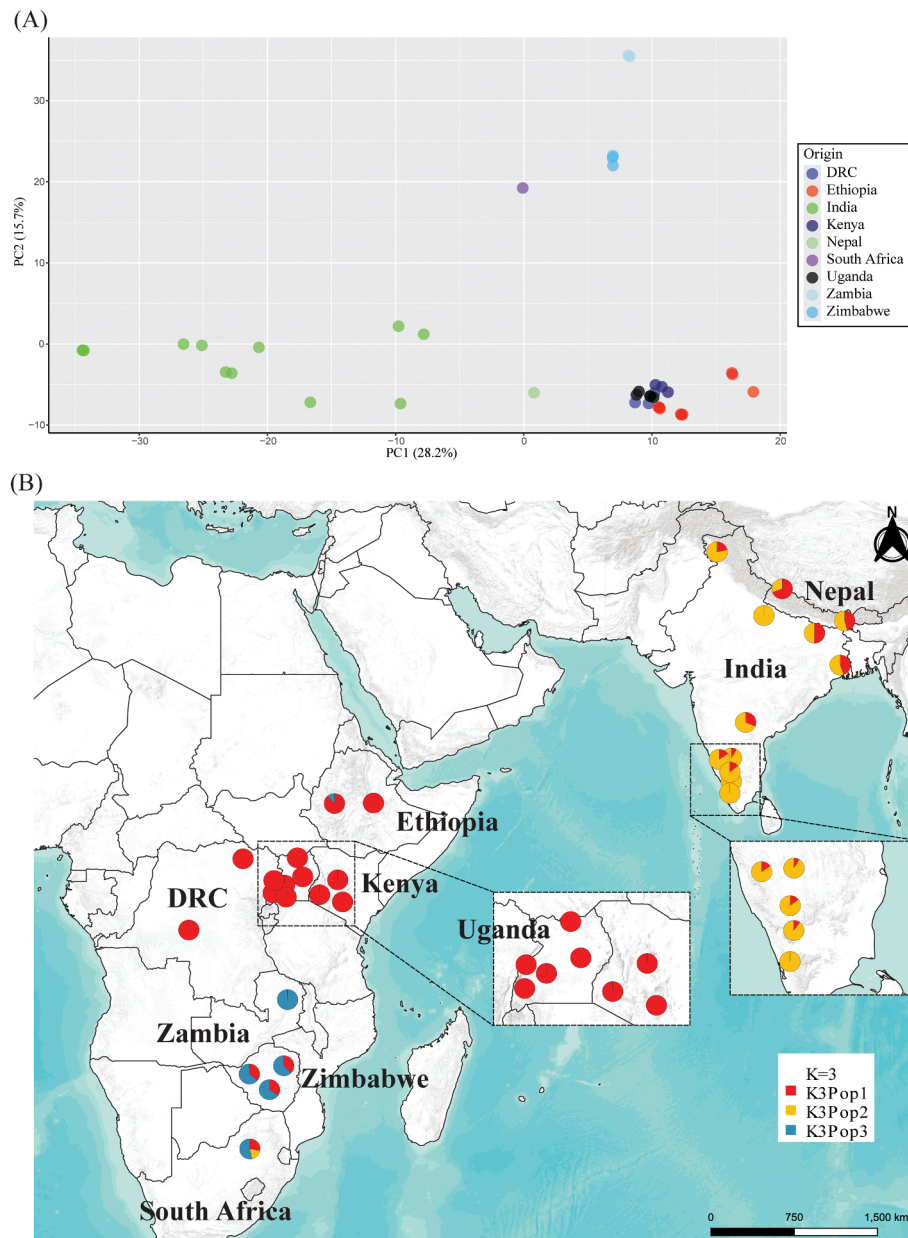 (A)
30
20
10
0
−10
PC2 (15.7%)
−30
−20
−10
0
10
20
PC1 (28.2%)
Origin
DRC
Ethiopia
India
Kenya
Nepal
South Africa
Uganda
Zambia
Zimbabwe
(B)
N
Nepal
India
Ethiopia
DRC
Kenya
Uganda
Zambia
Zimbabwe
South Africa
K=3
K3Pop1
K3Pop2
K3Pop3
0 750 1,500 km